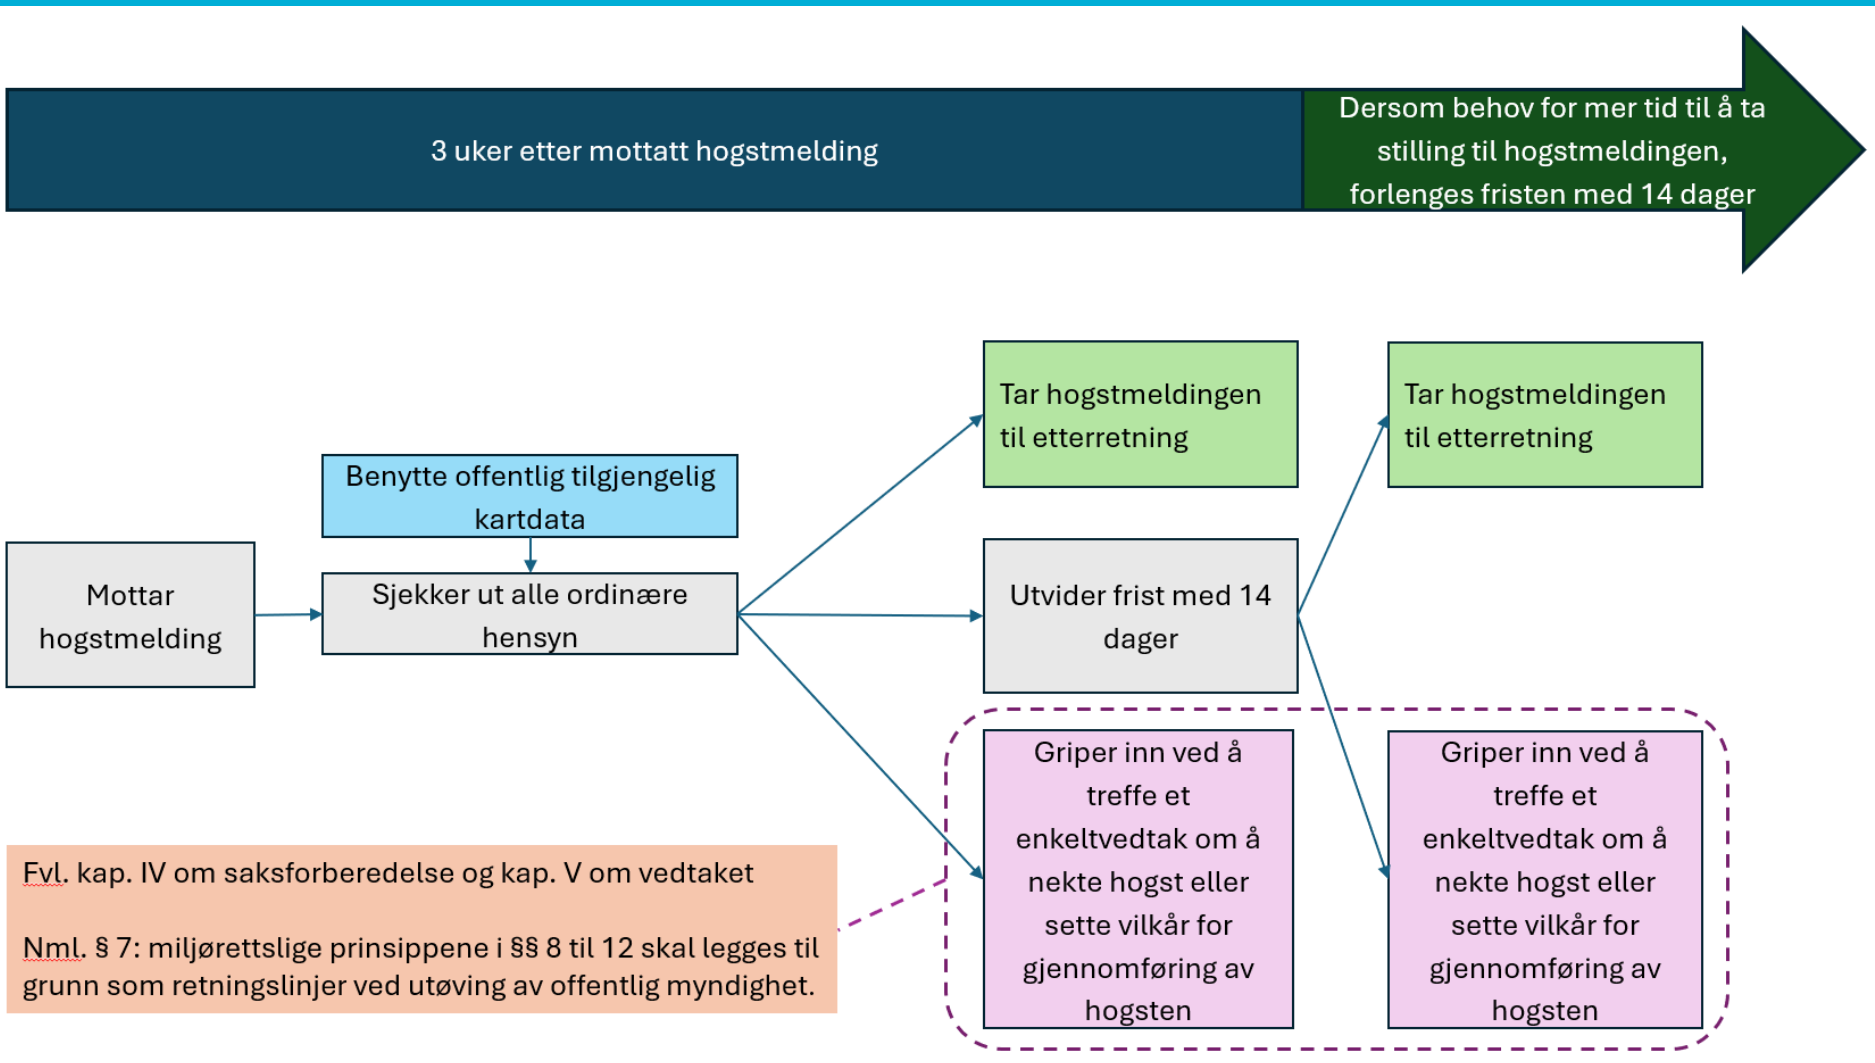 3 uker etter mottatt hogstmelding
Dersom behov for mer tid til å ta
stilling til hogstmeldingen,
forlenges fristen med 14 dager
Mottar
hogstmelding
Benytte offentlig tilgjengelig
kartdata
Sjekker ut alle ordinære
hensyn
Tar hogstmeldingen
til etterretning
Utvider frist med 14
dager
Griper inn ved å
treffe et
enkeltvedtak om å
nekte hogst eller
sette vilkår for
gjennomføring av
hogsten
Tar hogstmeldingen
til etterretning
Griper inn ved å
treffe et
enkeltvedtak om å
nekte hogst eller
sette vilkår for
gjennomføring av
hogsten
Fvl. kap. IV om saksforberedelse og kap. V om vedtaket
Nml. § 7: miljørettslige prinsippene i §§ 8 til 12 skal legges til
grunn som retningslinjer ved utøving av offentlig myndighet.